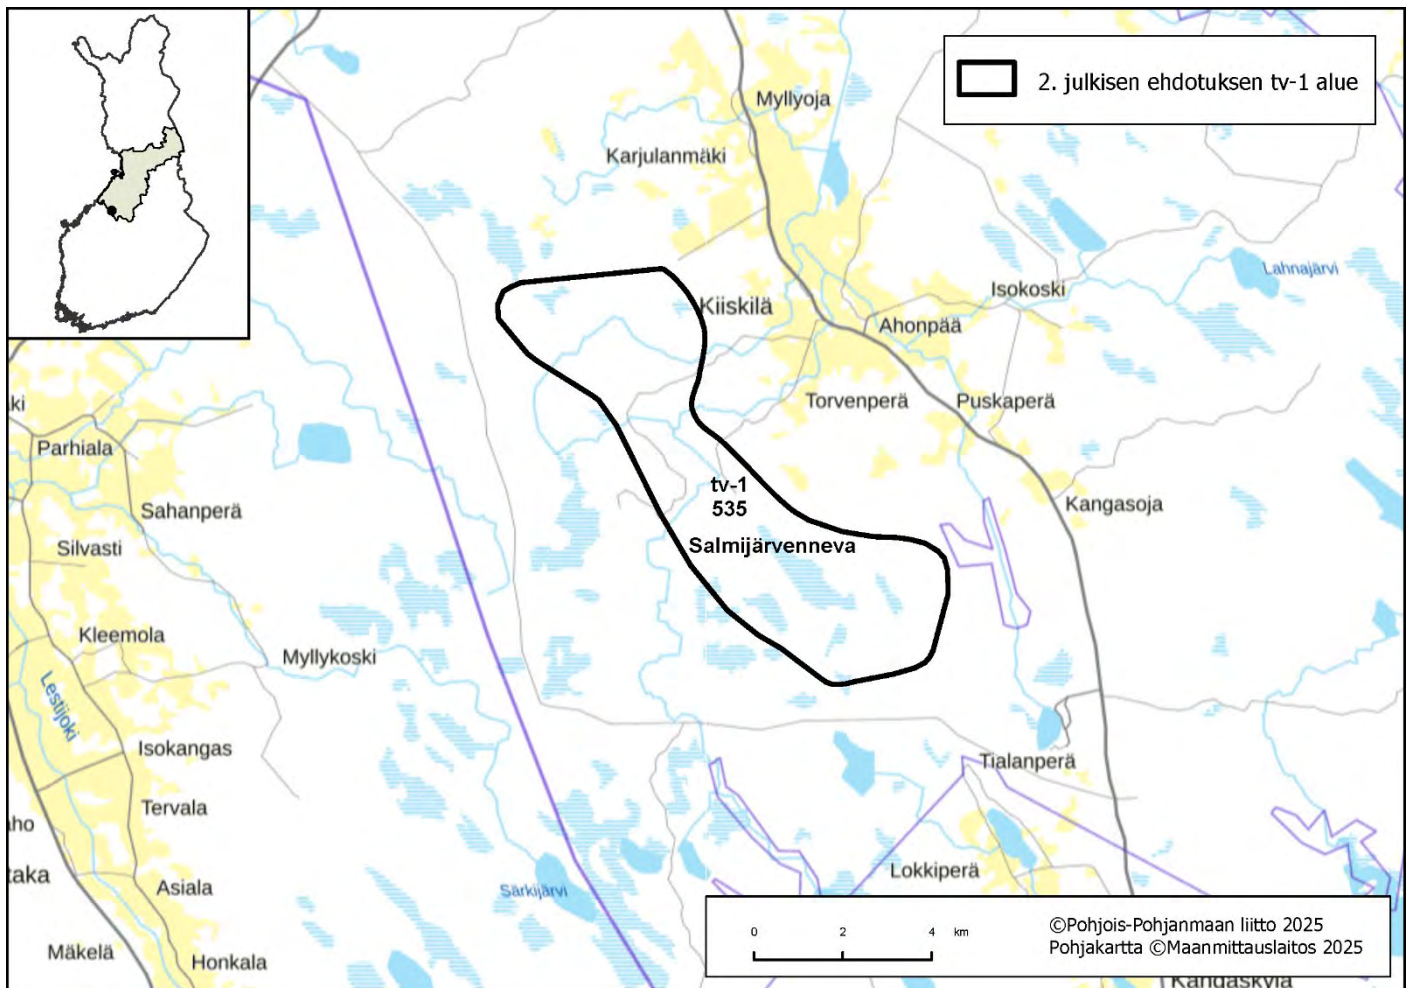 2. julkisen ehdotuksen tv-1 alue
Myllyoja
Karjulanmäki
Lahnajärvi
Isokoski
Kiiskilä
Ahonpää
Torvenperä
Puskaperä
ki
Parhiala
tv-1
535
Kangasoja
Sahanperä
Salmijärvenneva
Silvasti
Kleemola
Myllykoski
Lestijoki
Isokangas
Tialanperä
Tervala
aho
taka
Asiala
Särkijärvi
Lokkiperä
Mäkelä
Honkala
0 2 4 km
©Pohjois-Pohjanmaan liitto 2025
Pohjakartta ©Maanmittauslaitos 2025
Kangaskylä